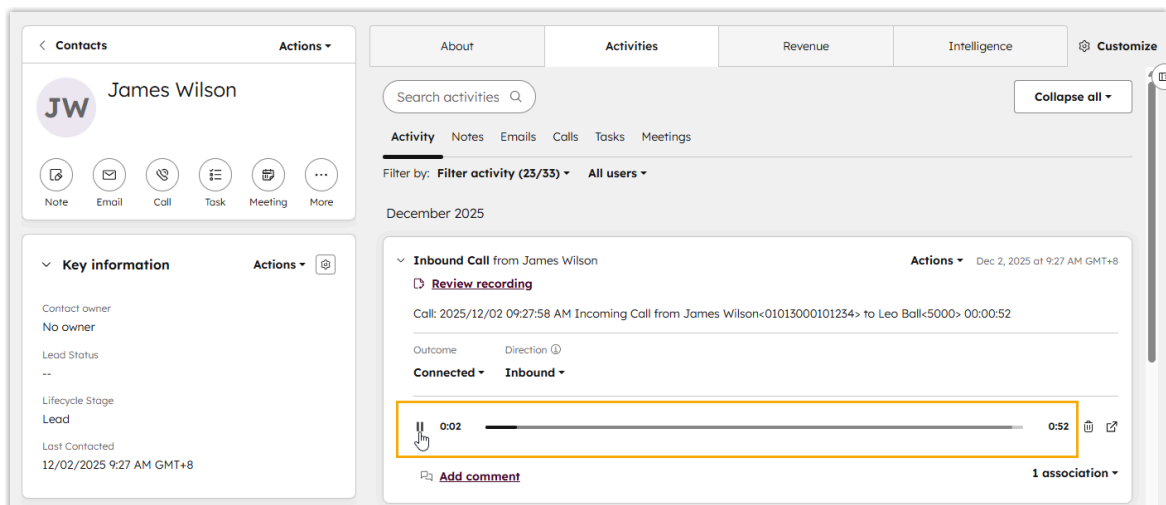 Contacts
Actions
JW
James Wilson
Note Email Call Task Meeting More
Key information
Actions
Contact owner
No owner
Lead Status
--
Lifecycle Stage
Lead
Last Contacted
12/02/2025 9:27 AM GMT+8
About Activities Revenue Intelligence Customize
Search activities
Collapse all
Activity Notes Emails Calls Tasks Meetings
Filter by: Filter activity (23/33) All users
December 2025
Inbound Call from James Wilson
Actions Dec 2, 2025 at 9:27 AM GMT+8
Review recording
Call: 2025/12/02 09:27:58 AM Incoming Call from James Wilson<01013000101234> to Leo Ball<5000> 00:00:52
Outcome Direction
Connected Inbound
0:02 0:52
Add comment
1 association